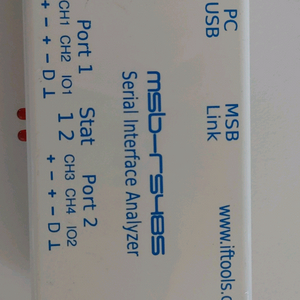 PC MSB www.iftools.c
USB Link
msb-rs485
Serial Interface Analyzer
Port 1 Stat Port 2
CH1 CH2 IO1 1 2 CH3 CH4 IO2
+ - + - D ⊥ + - + - D ⊥